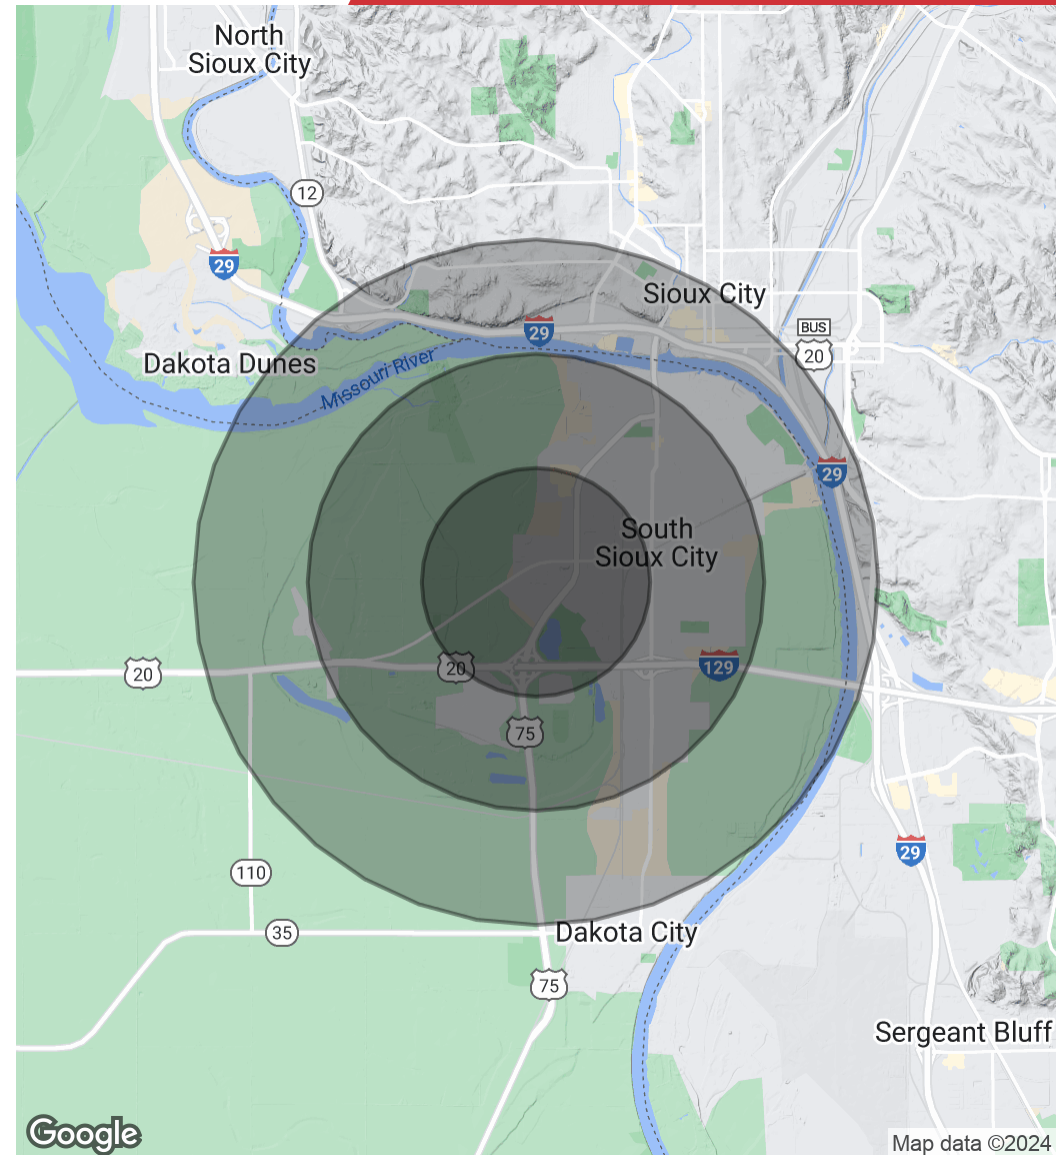 North
Sioux City
12
29
Sioux City
29
BUS
20
Dakota Dunes
Missouri River
29
South
Sioux City
20
20
129
75
29
110
35
Dakota City
75
Sergeant Bluff
Google
Map data ©2024